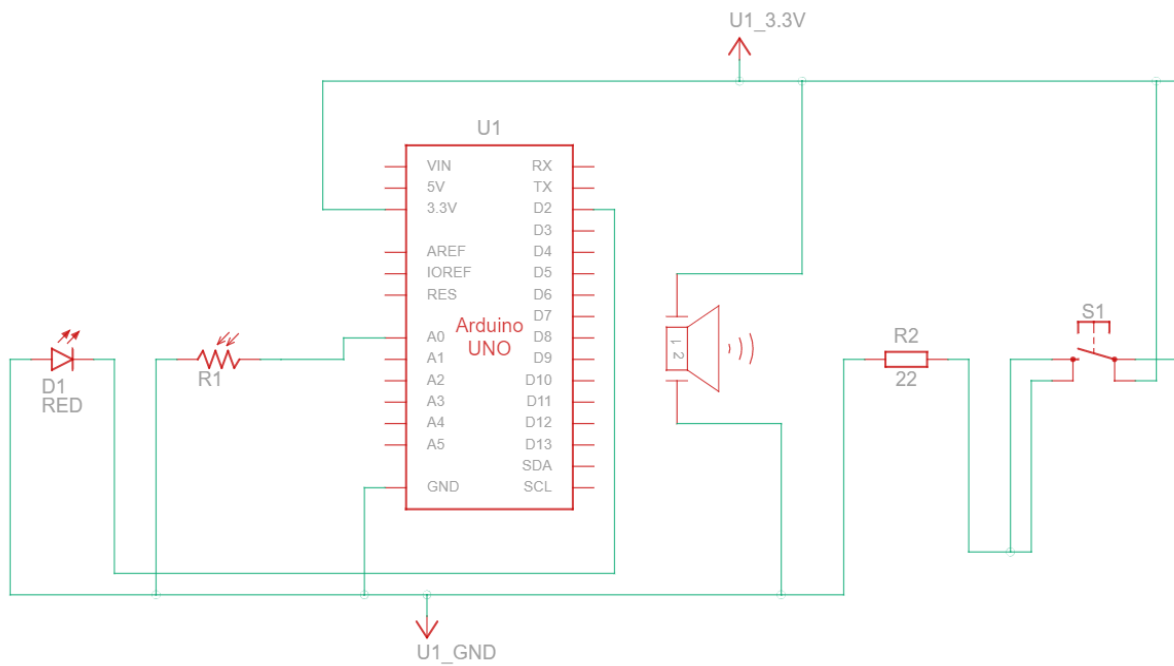 U1_3.3V
U1
VIN RX
5V TX
3.3V D2
D3
AREF D4
IOREF D5
RES D6
D7
A0 D8
A1 D9
A2 D10
A3 D11
A4 D12
A5 D13
SDA
GND SCL
Arduino
UNO
D1
RED
R1
1 2
R2
22
S1
U1_GND